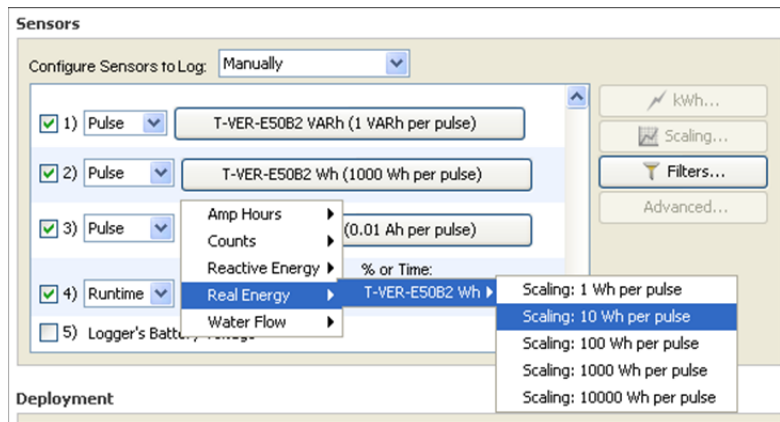 Sensors
Configure Sensors to Log: Manually
1) Pulse T-VER-E50B2 VARh (1 VARh per pulse)
2) Pulse T-VER-E50B2 Wh (1000 Wh per pulse)
3) Pulse (0.01 Ah per pulse)
% or Time:
4) Runtime
5) Logger's Battery Voltage
kWh...
Scaling...
Filters...
Advanced...
Amp Hours
Counts
Reactive Energy
Real Energy
Water Flow
T-VER-E50B2 Wh
Scaling: 1 Wh per pulse
Scaling: 10 Wh per pulse
Scaling: 100 Wh per pulse
Scaling: 1000 Wh per pulse
Scaling: 10000 Wh per pulse
Deployment